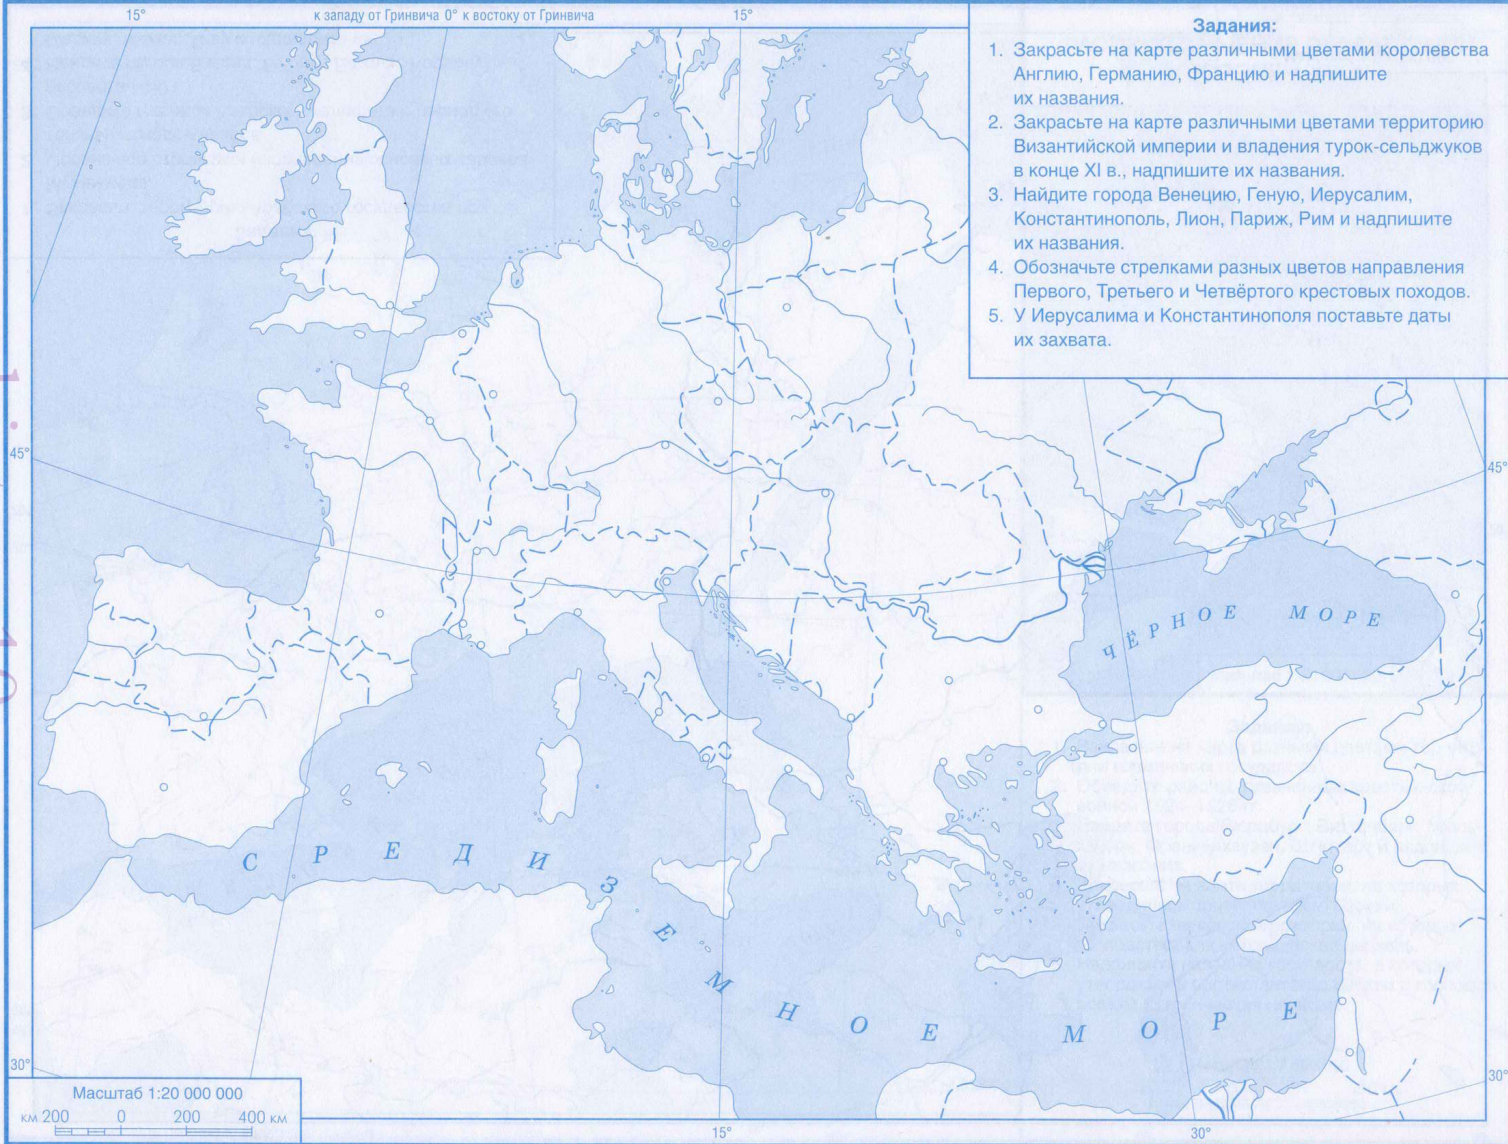 15°
к западу от Гринвича 0° к востоку от Гринвича
15°
Задания:
1. Закрасьте на карте различными цветами королевства
Англию, Германию, Францию и надпишите
их названия.
2. Закрасьте на карте различными цветами территорию
Византийской империи и владения турок-сельджуков
в конце XI в., надпишите их названия.
3. Найдите города Венецию, Геную, Иерусалим,
Константинополь, Лион, Париж, Рим и надпишите
их названия.
4. Обозначьте стрелками разных цветов направления
Первого, Третьего и Четвёртого крестовых походов.
5. У Иерусалима и Константинополя поставьте даты
их захвата.
45°
45°
ЧЁРНОЕ МОРЕ
СРЕДИЗЕМНОЕ МОРЕ
30°
30°
Масштаб 1:20 000 000
км 200 0 200 400 км
15°
30°